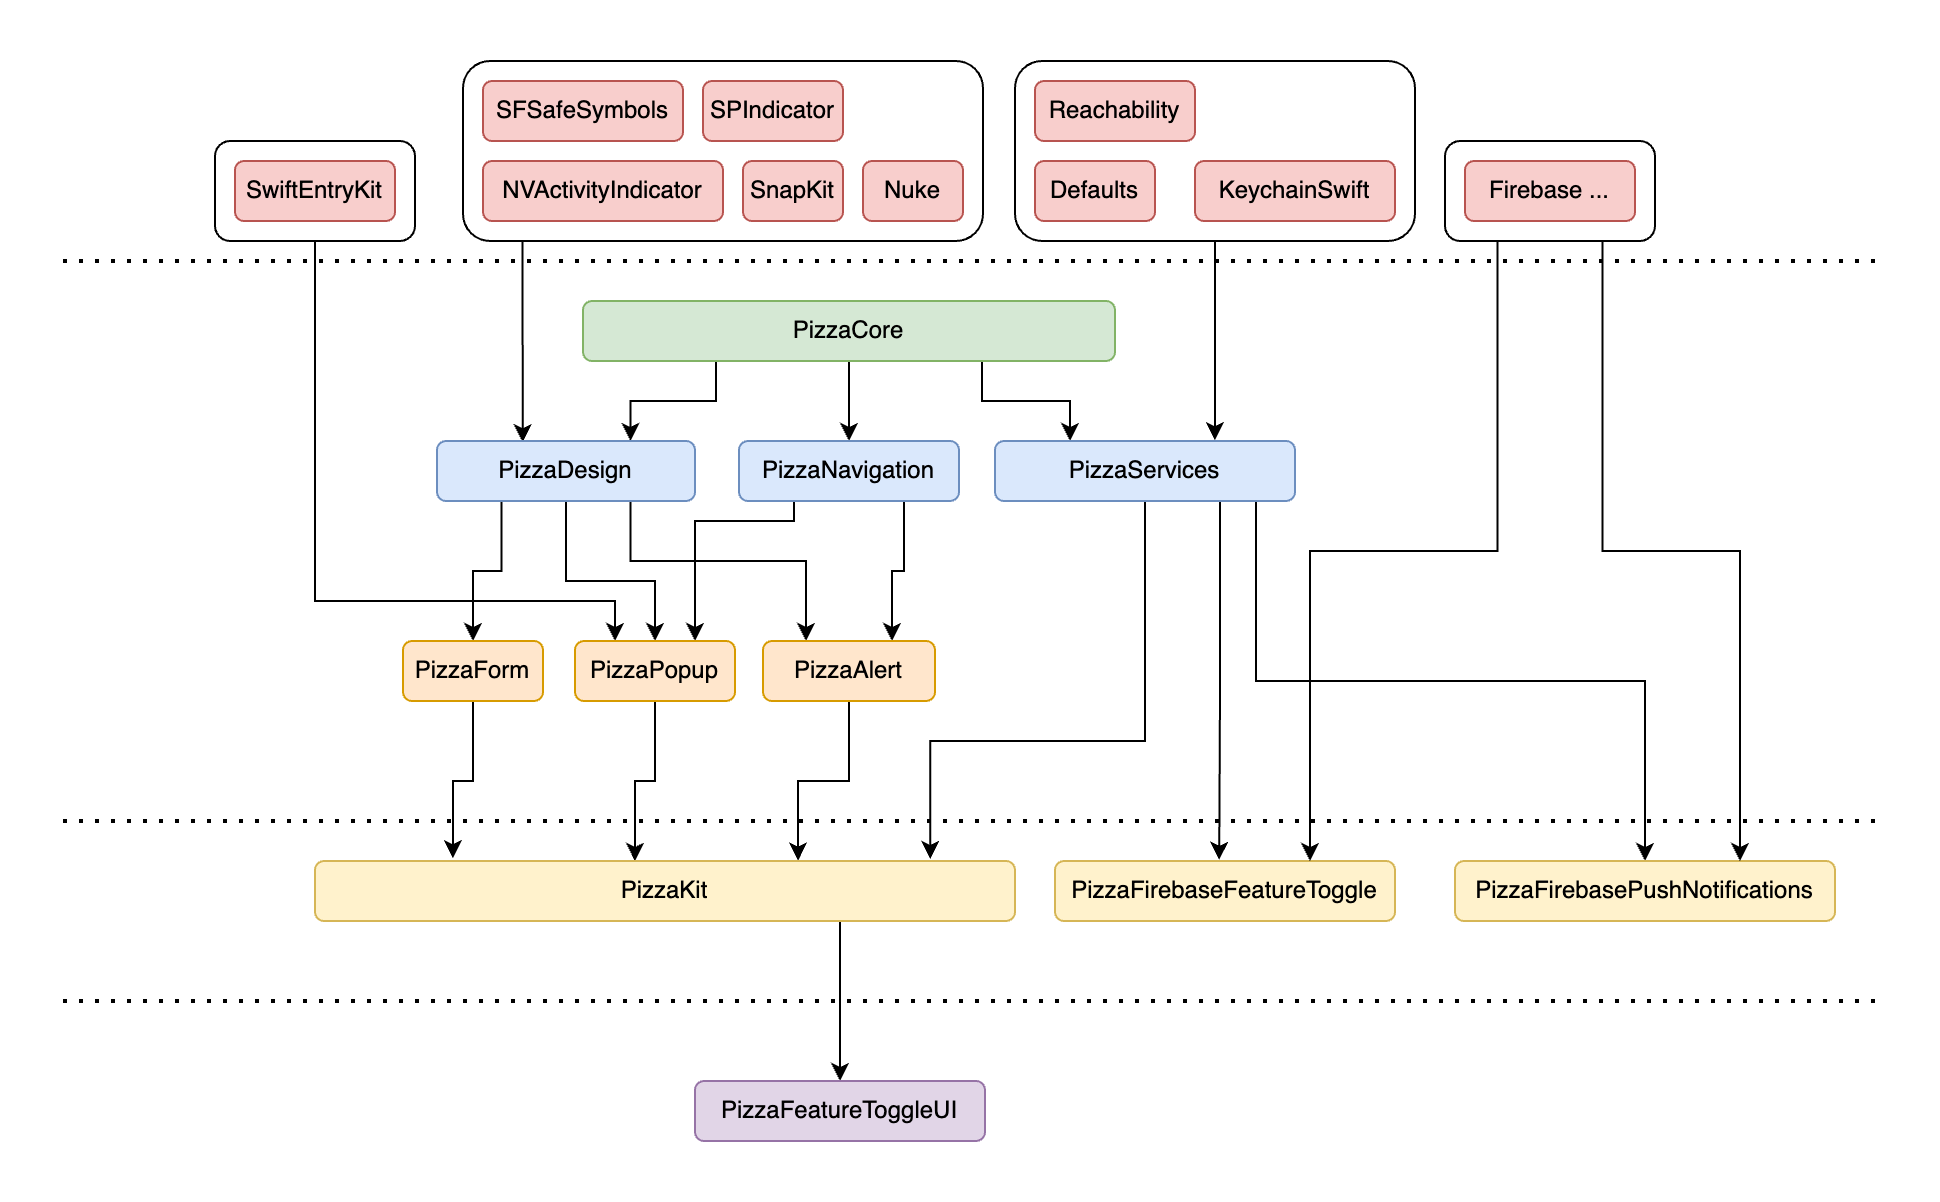 SFSafeSymbols
SPIndicator
Reachability
SwiftEntryKit
NVActivityIndicator
SnapKit
Nuke
Defaults
KeychainSwift
Firebase ...
PizzaCore
PizzaDesign
PizzaNavigation
PizzaServices
PizzaForm
PizzaPopup
PizzaAlert
PizzaKit
PizzaFirebaseFeatureToggle
PizzaFirebasePushNotifications
PizzaFeatureToggleUI